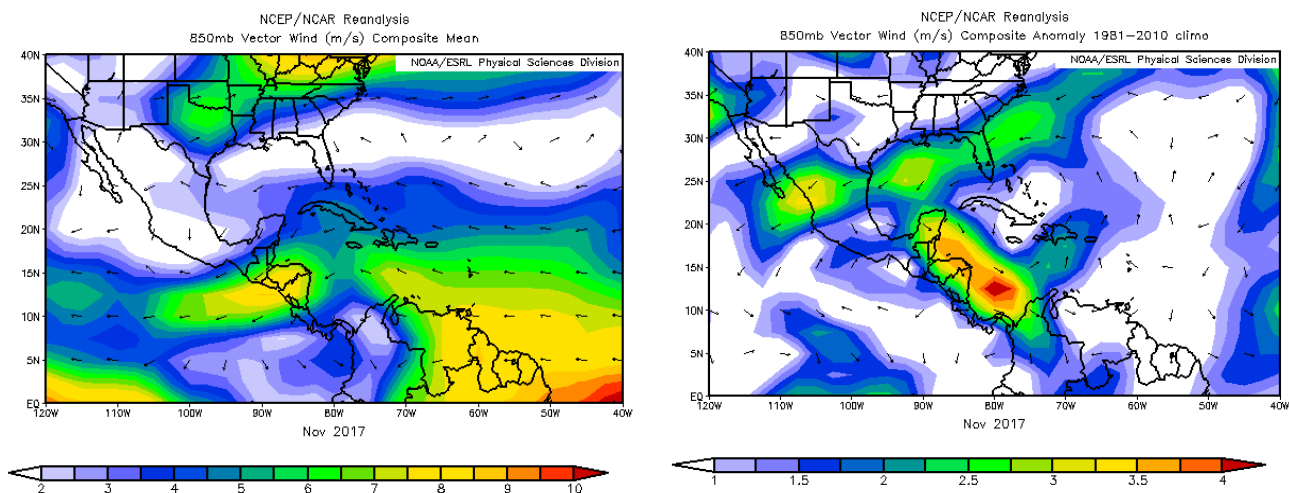 NCEP/NCAR Reanalysis
850mb Vector Wind (m/s) Composite Mean
NOAA/ESRL Physical Sciences Division
40N
35N
30N
25N
20N
15N
10N
5N
EQ
120W 110W 100W 90W 80W 70W 60W 50W 40W
Nov 2017
2 3 4 5 6 7 8 9 10
NCEP/NCAR Reanalysis
850mb Vector Wind (m/s) Composite Anomaly 1981-2010 climo
NOAA/ESRL Physical Sciences Division
40N
35N
30N
25N
20N
15N
10N
5N
EQ
120W 110W 100W 90W 80W 70W 60W 50W 40W
Nov 2017
1 1.5 2 2.5 3 3.5 4